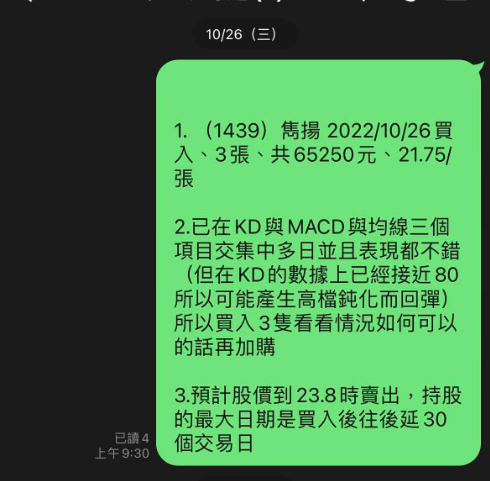 10/26（三）
1. （1439）雋揚 2022/10/26買
入、3張、共65250元、21.75/
張
2.已在KD與MACD與均線三個
項目交集中多日並且表現都不錯
（但在KD的數據上已經接近80
所以可能產生高檔鈍化而回彈）
所以買入3隻看看情況如何可以
的話再加購
3.預計股價到23.8時賣出，持股
的最大日期是買入後往後延30
個交易日
已讀4
上午9:30